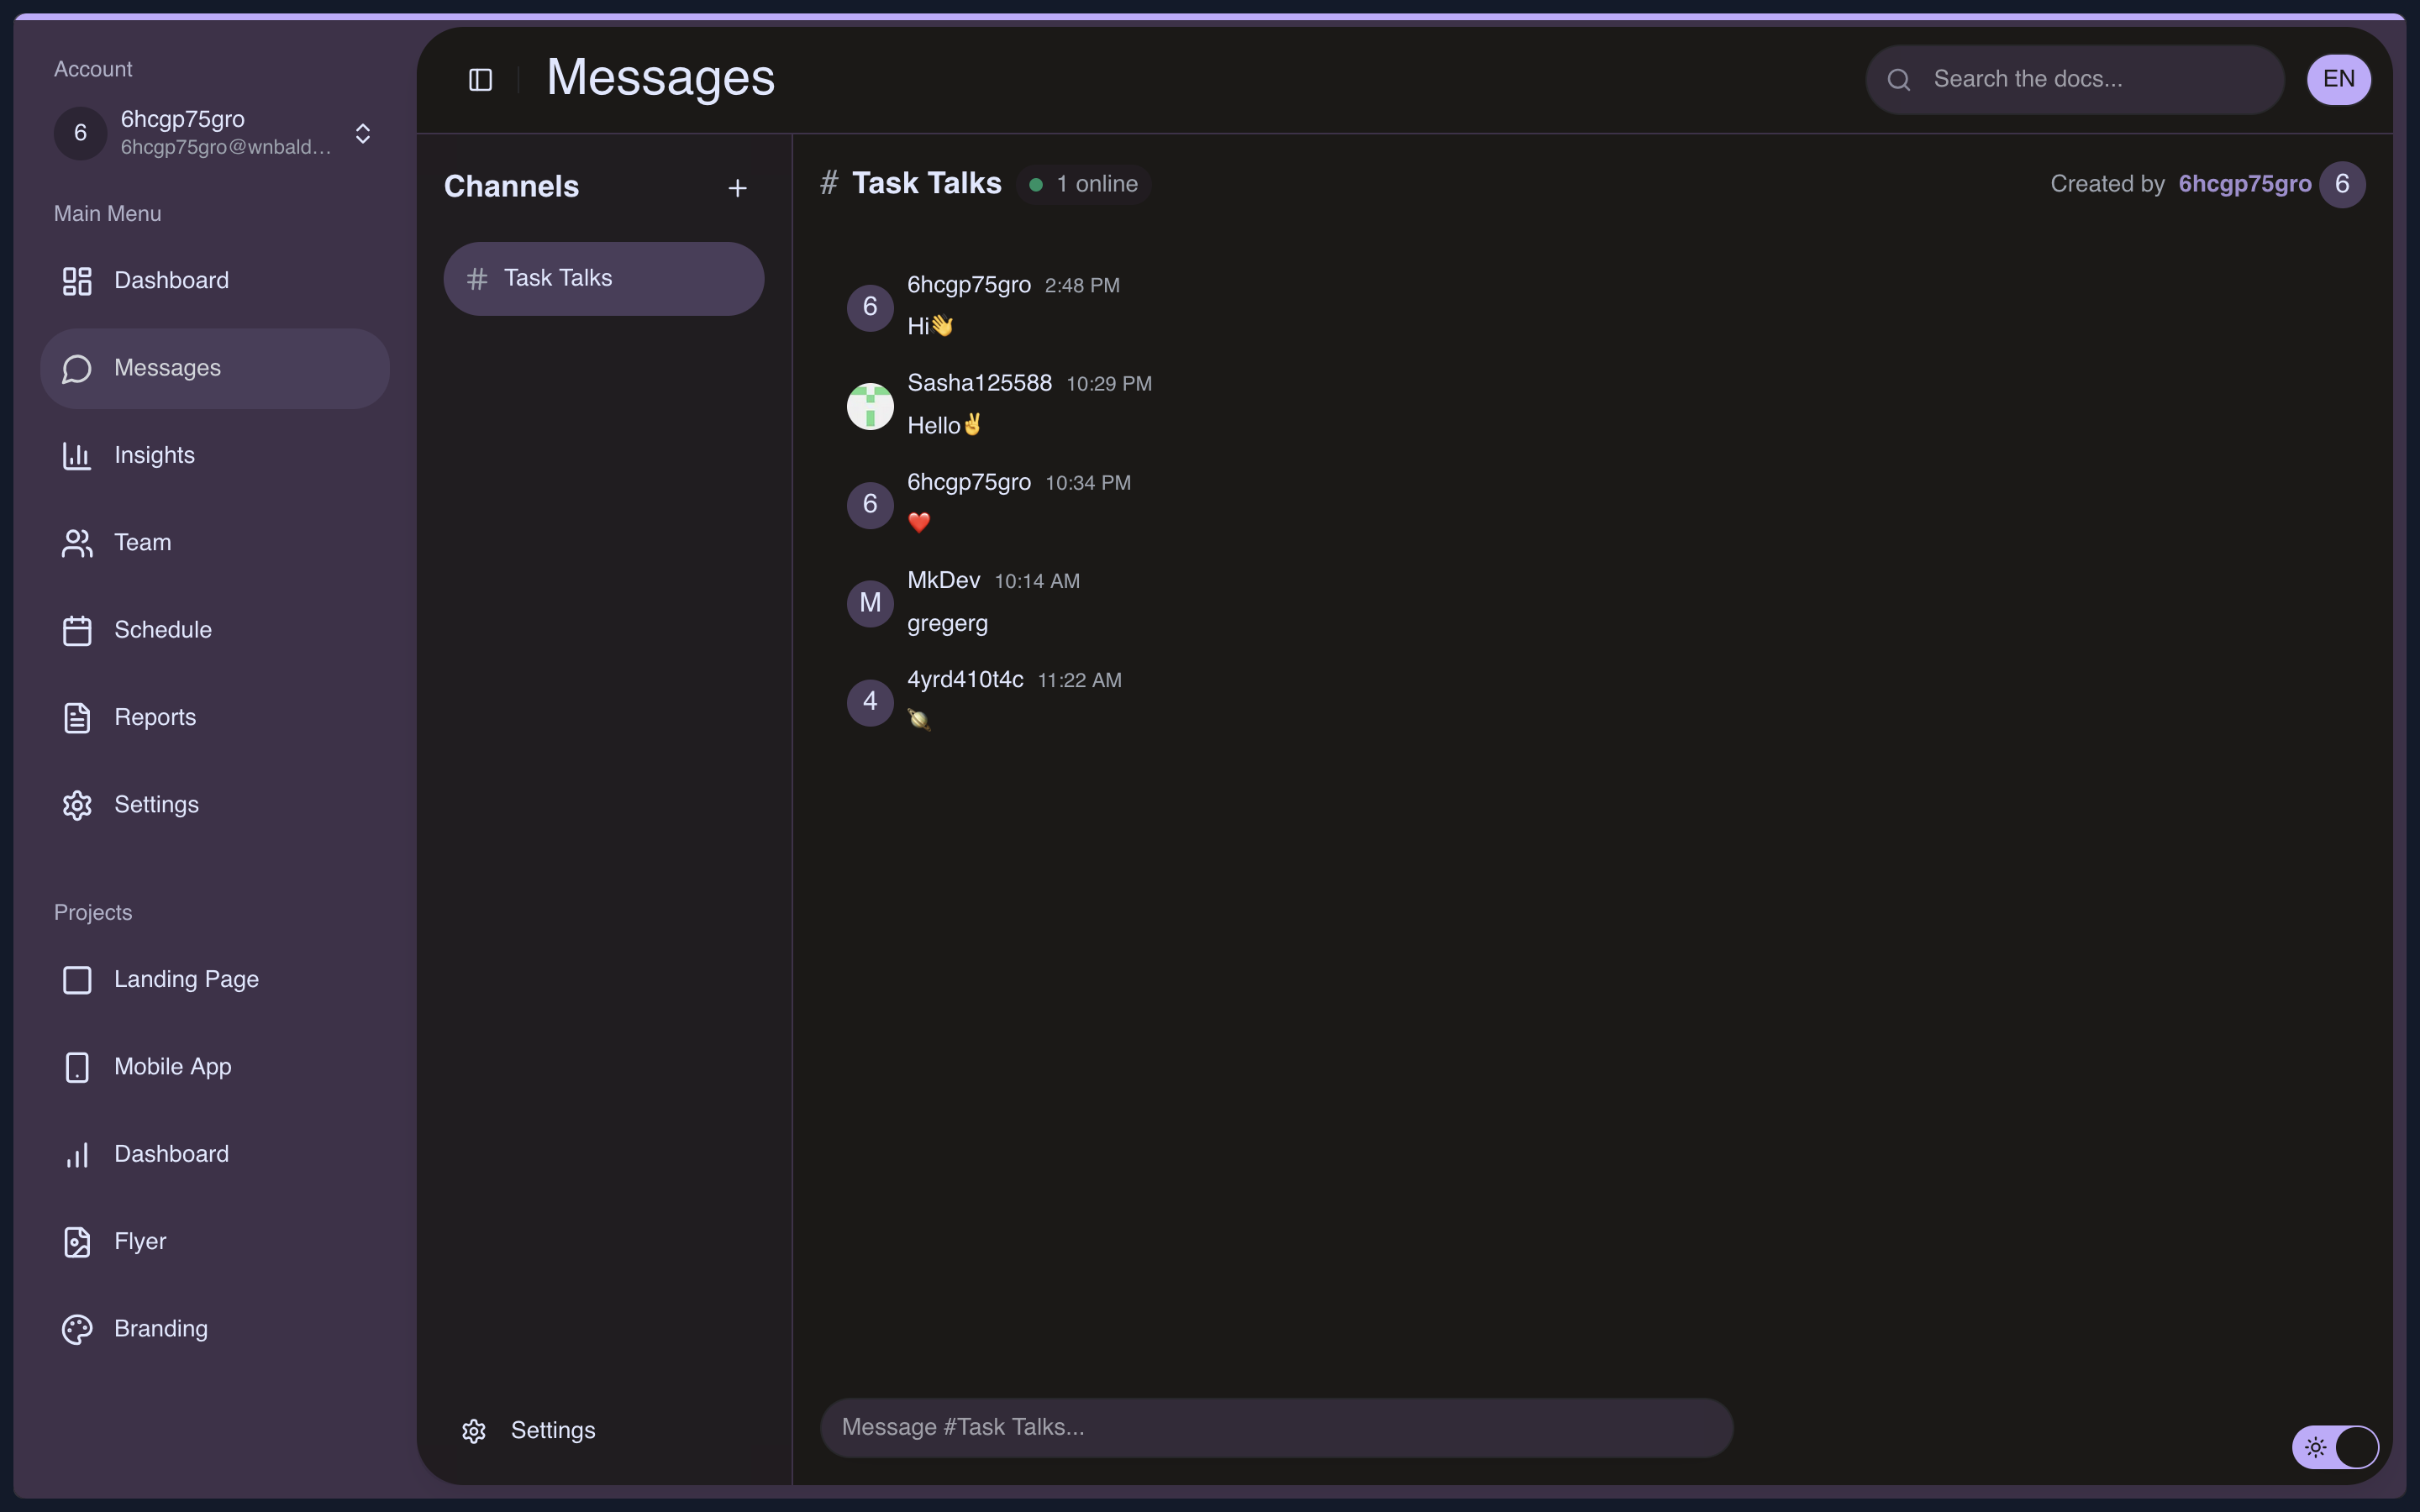 Account
6
6hcgp75gro
6hcgp75gro@wnbald...
Main Menu
Dashboard
Messages
Insights
Team
Schedule
Reports
Settings
Projects
Landing Page
Mobile App
Dashboard
Flyer
Branding
Messages
Search the docs...
EN
Channels
# Task Talks
Settings
# Task Talks
1 online
Created by 6hcgp75gro 6
6
6hcgp75gro 2:48 PM
Hi👋
Sasha125588 10:29 PM
Hello✌️
6
6hcgp75gro 10:34 PM
❤️
M
MkDev 10:14 AM
gregerg
4
4yrd410t4c 11:22 AM
🪐
Message #Task Talks...